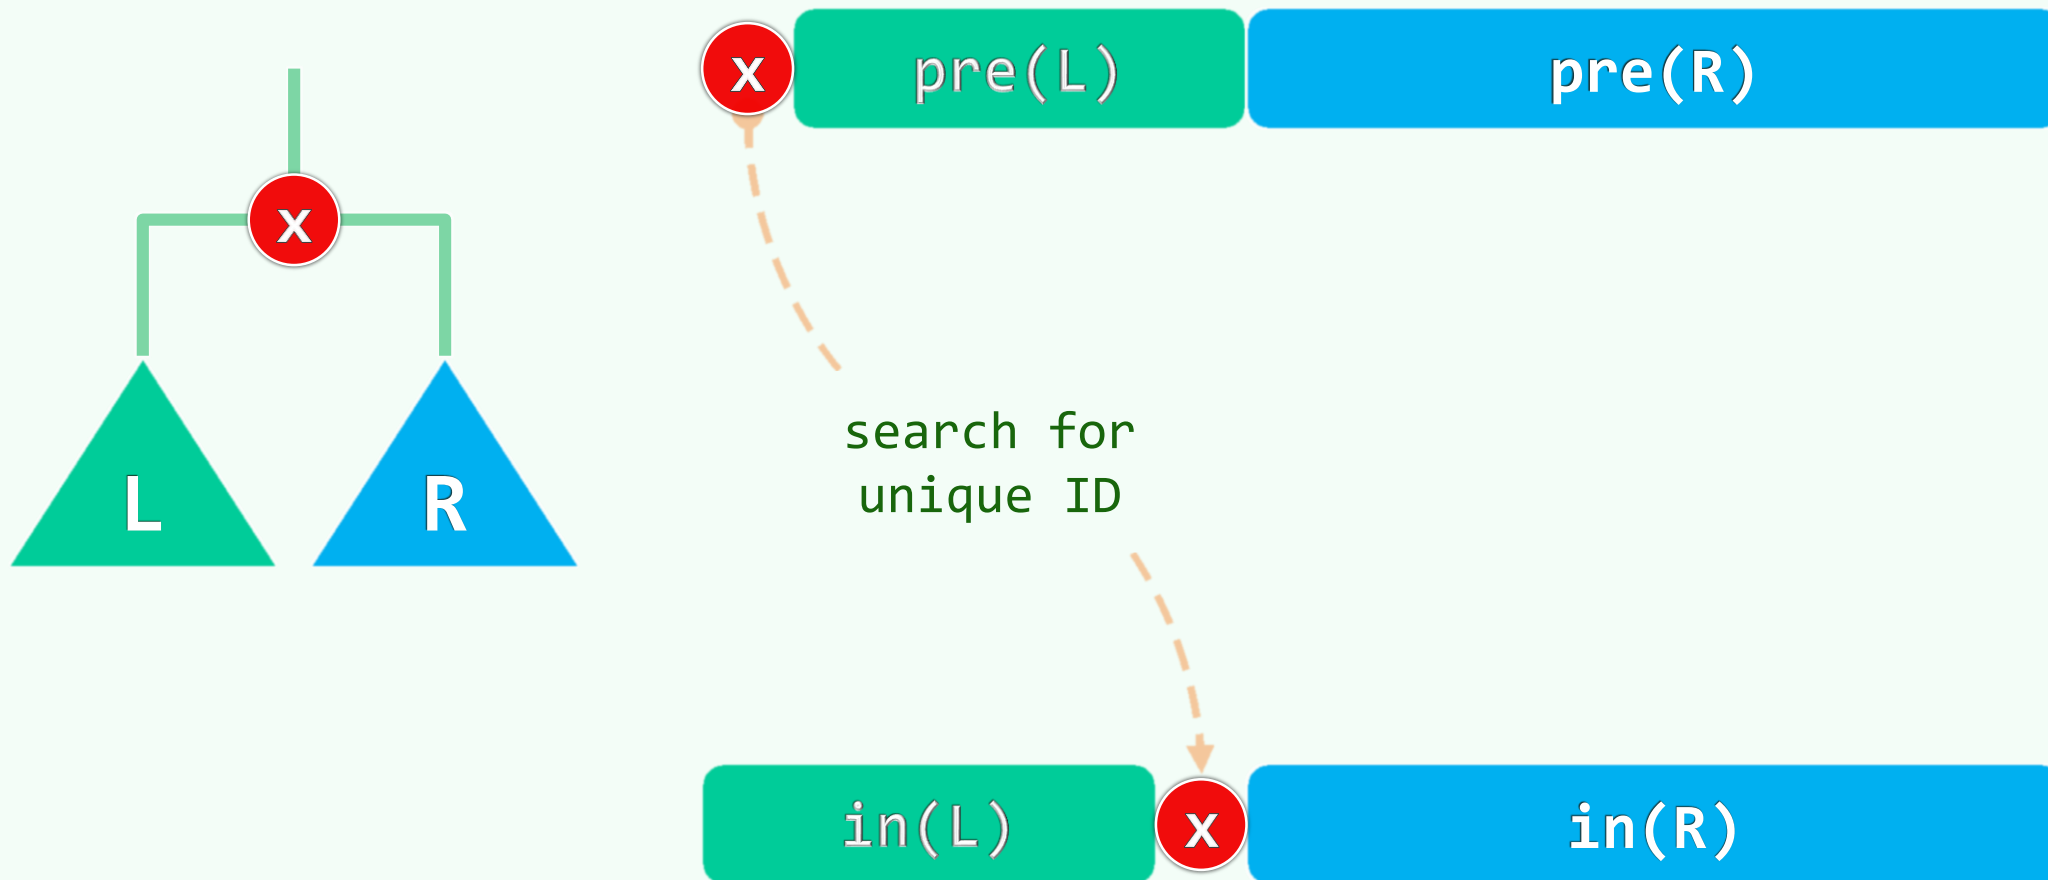 x pre(L) pre(R)
x
L R
search for
unique ID
in(L) x in(R)